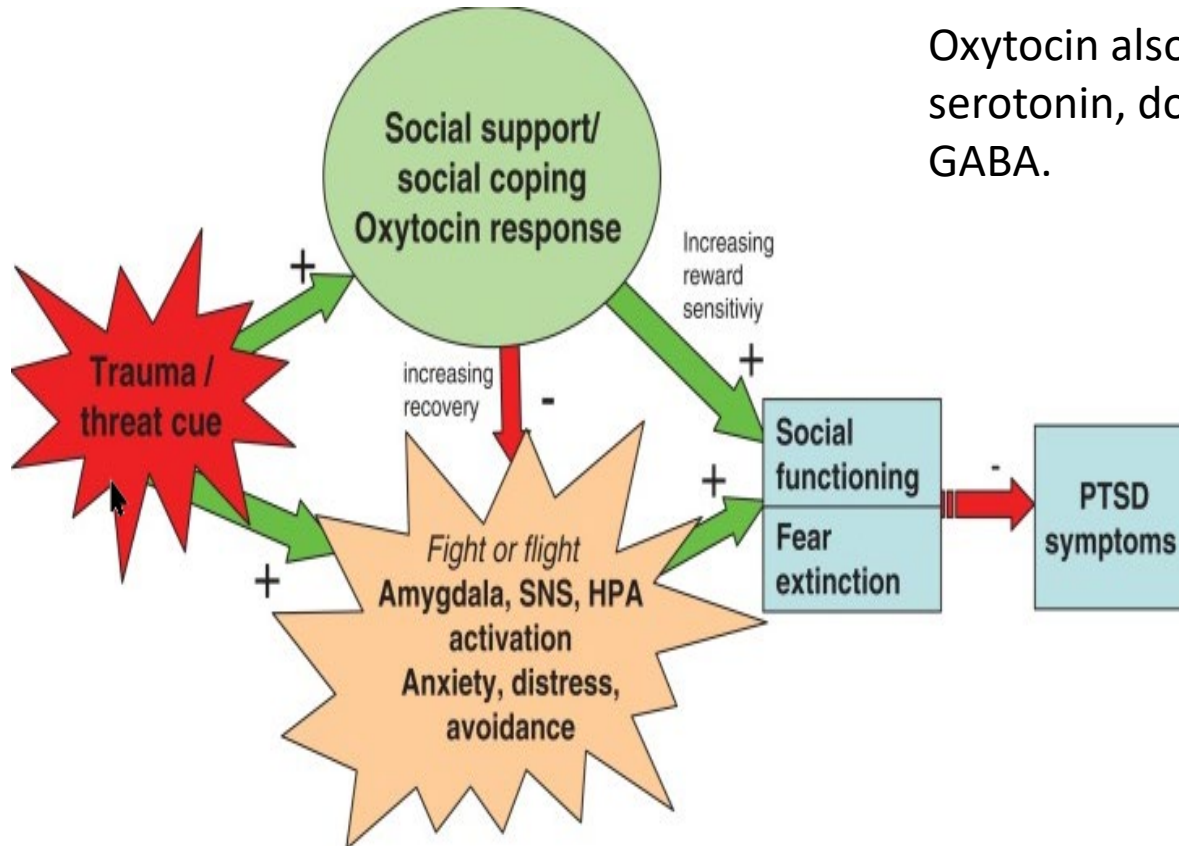 Oxytocin also
serotonin,
GABA.
Social support/
social coping
Oxytocin response
+
Increasing
reward
sensitiviy
+
Trauma /
threat cue
increasing
recovery
-
+
Fight or flight
Amygdala, SNS, HPA
activation
Anxiety, distress,
avoidance
+
Social
functioning
Fear
extinction
-
PTSD
symptoms